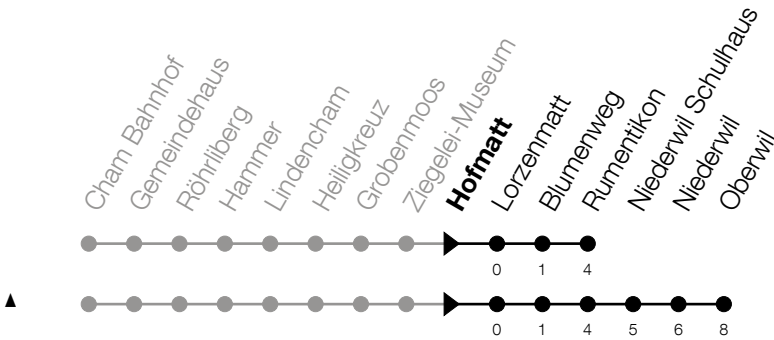 Cham Bahnhof
Gemeindehaus
Röhrliberg
Hammer
Lindencham
Heiligkreuz
Grobenmoos
Ziegelei-Museum
Hofmatt
Lorzenmatt
Blumenweg
Rumentikon
Niederwil Schulhaus
Niederwil
Oberwil
0 1 4
0 1 4 5 6 8